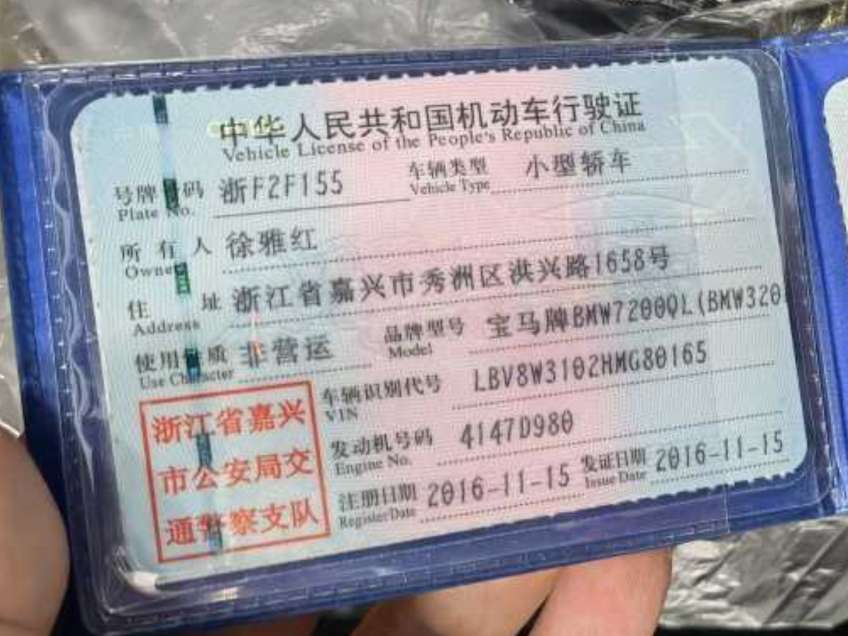 中华人民共和国机动车行驶证
Vehicle License of the People's Republic of China
号牌号码 浙F2F155 车辆类型 小型轿车
Plate No. Vehicle Type
所有人 徐雅红
Owner
住址 浙江省嘉兴市秀洲区洪兴路1658号
Address
使用性质 非营运 品牌型号 宝马牌BMW7200QL(BMW320
Use Character Model
车辆识别代号 LBV8W3102HMG80165
VIN
发动机号码 4147D980
Engine No.
注册日期 2016-11-15 发证日期 2016-11-15
Register Date Issue Date
浙江省嘉兴
市公安局交
通警察支队